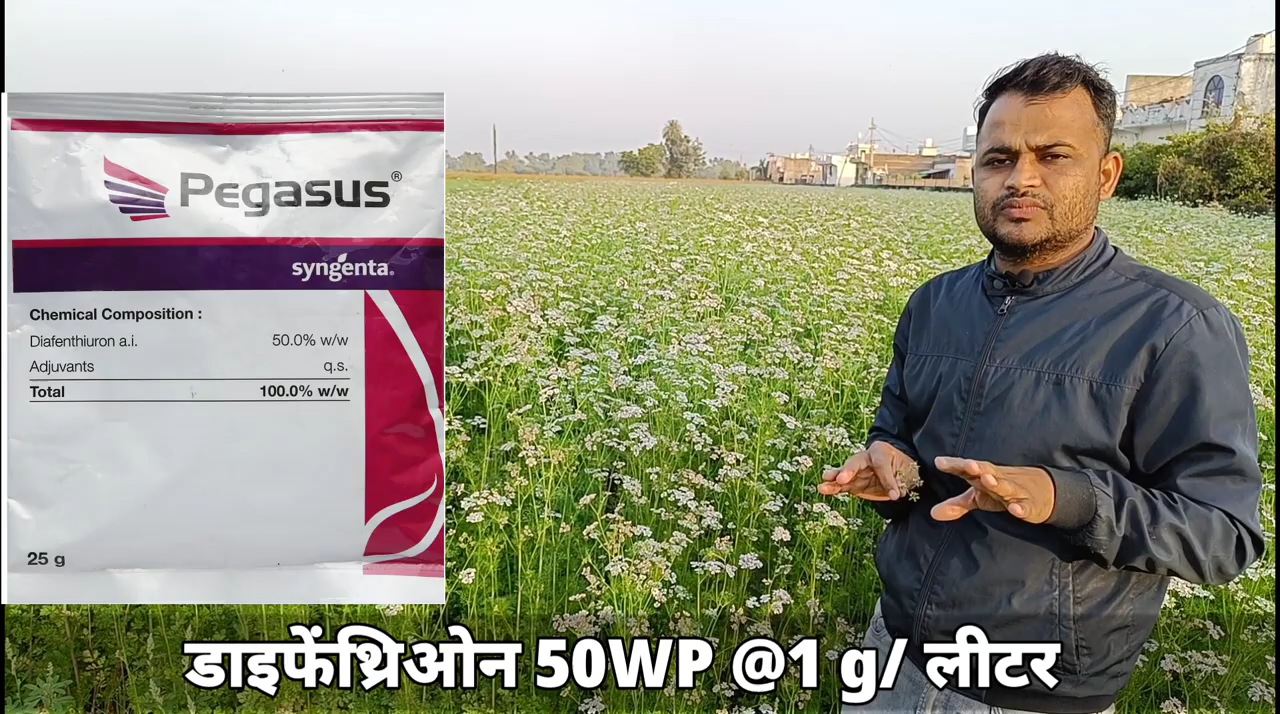 Pegasus®
syngenta.
Chemical Composition :
Diafenthiuron a.i. 50.0% w/w
Adjuvants q.s.
Total 100.0% w/w
25 g
डाइफेंथ्रिओन 50WP @1 g/ लीटर